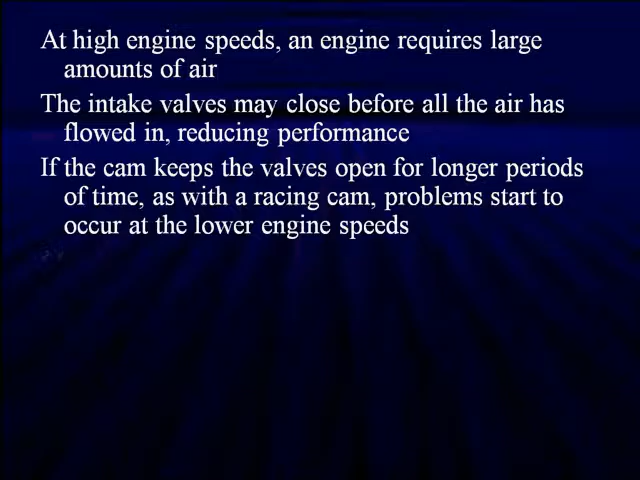 At high engine speeds, an engine requires large
amounts of air
The intake valves may close before all the air has
flowed in, reducing performance
If the cam keeps the valves open for longer periods
of time, as with a racing cam, problems start to
occur at the lower engine speeds